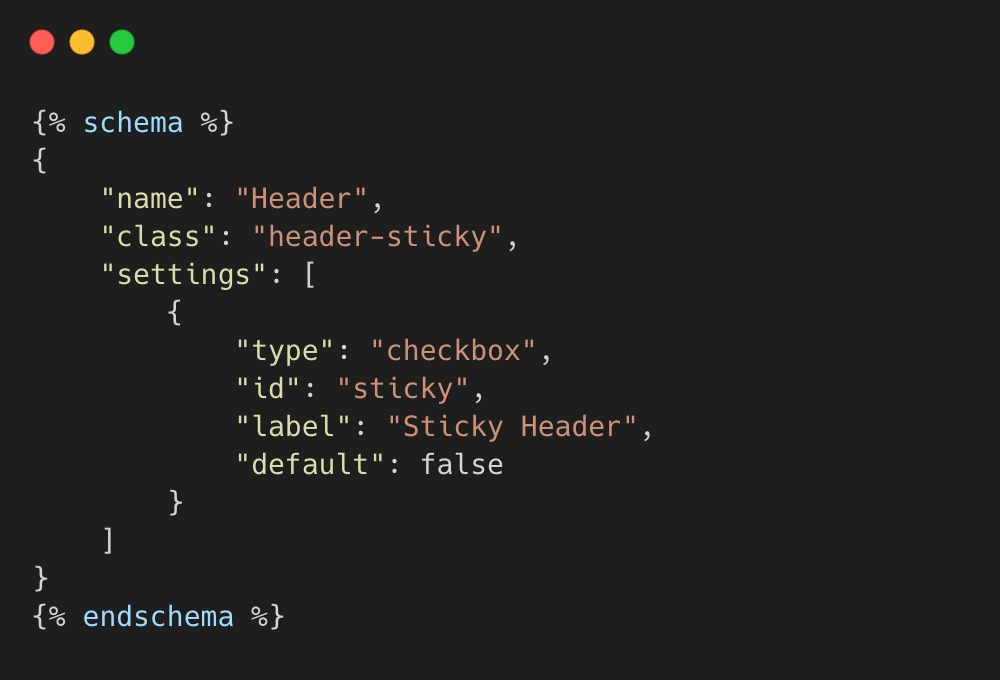 {% schema %}
{
    "name": "Header",
    "class": "header-sticky",
    "settings": [
        {
            "type": "checkbox",
            "id": "sticky",
            "label": "Sticky Header",
            "default": false
        }
    ]
}
{% endschema %}